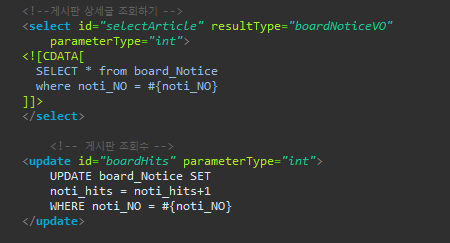 <!--게시판 상세글 조회하기 -->
<select id="selectArticle" resultType="boardNoticeVO"
parameterType="int">
<![CDATA[
SELECT * from board_Notice
where noti_NO = #{noti_NO}
]]>
</select>
<!-- 게시판 조회수 -->
<update id="boardHits" parameterType="int">
UPDATE board_Notice SET
noti_hits = noti_hits+1
WHERE noti_NO = #{noti_NO}
</update>